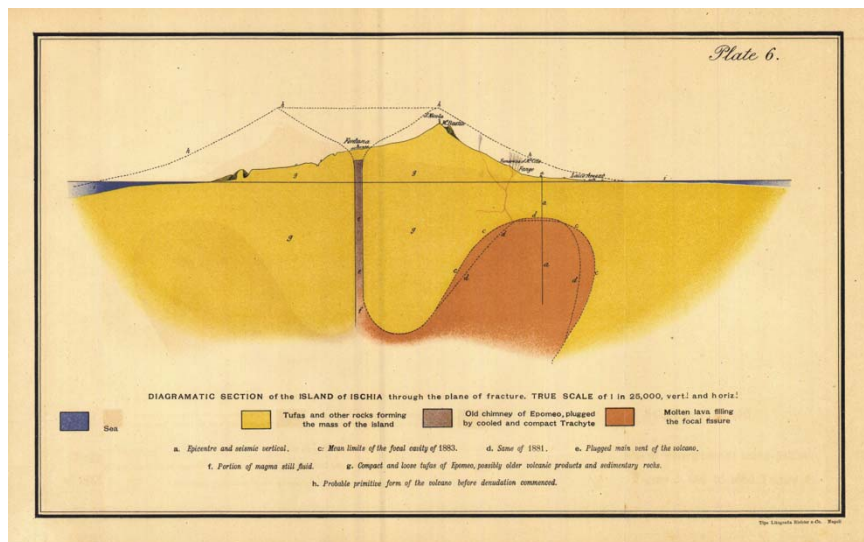 Plate 6.
h h
S. Nicola
h h
Fontana
g g
Fango
a
g g
c d c
c d d c
a
f
DIAGRAMATIC SECTION of the ISLAND of ISCHIA through the plane of fracture. TRUE SCALE of 1 in 25,000, vert.l and horiz.l
Sea
Tufas and other rocks forming
the mass of the island
Old chimney of Epomeo, plugged
by cooled and compact Trachyte
Molten lava filling
the focal fissure
a. Epicentre and seismic vertical. c. Mean limits of the focal cavity of 1883. d. Same of 1881. e. Plugged main vent of the volcano.
f. Portion of magma still fluid. g. Compact and loose tufas of Epomeo, possibly older volcanic products and sedimentary rocks.
h. Probable primitive form of the volcano before denudation commenced.
Napoli